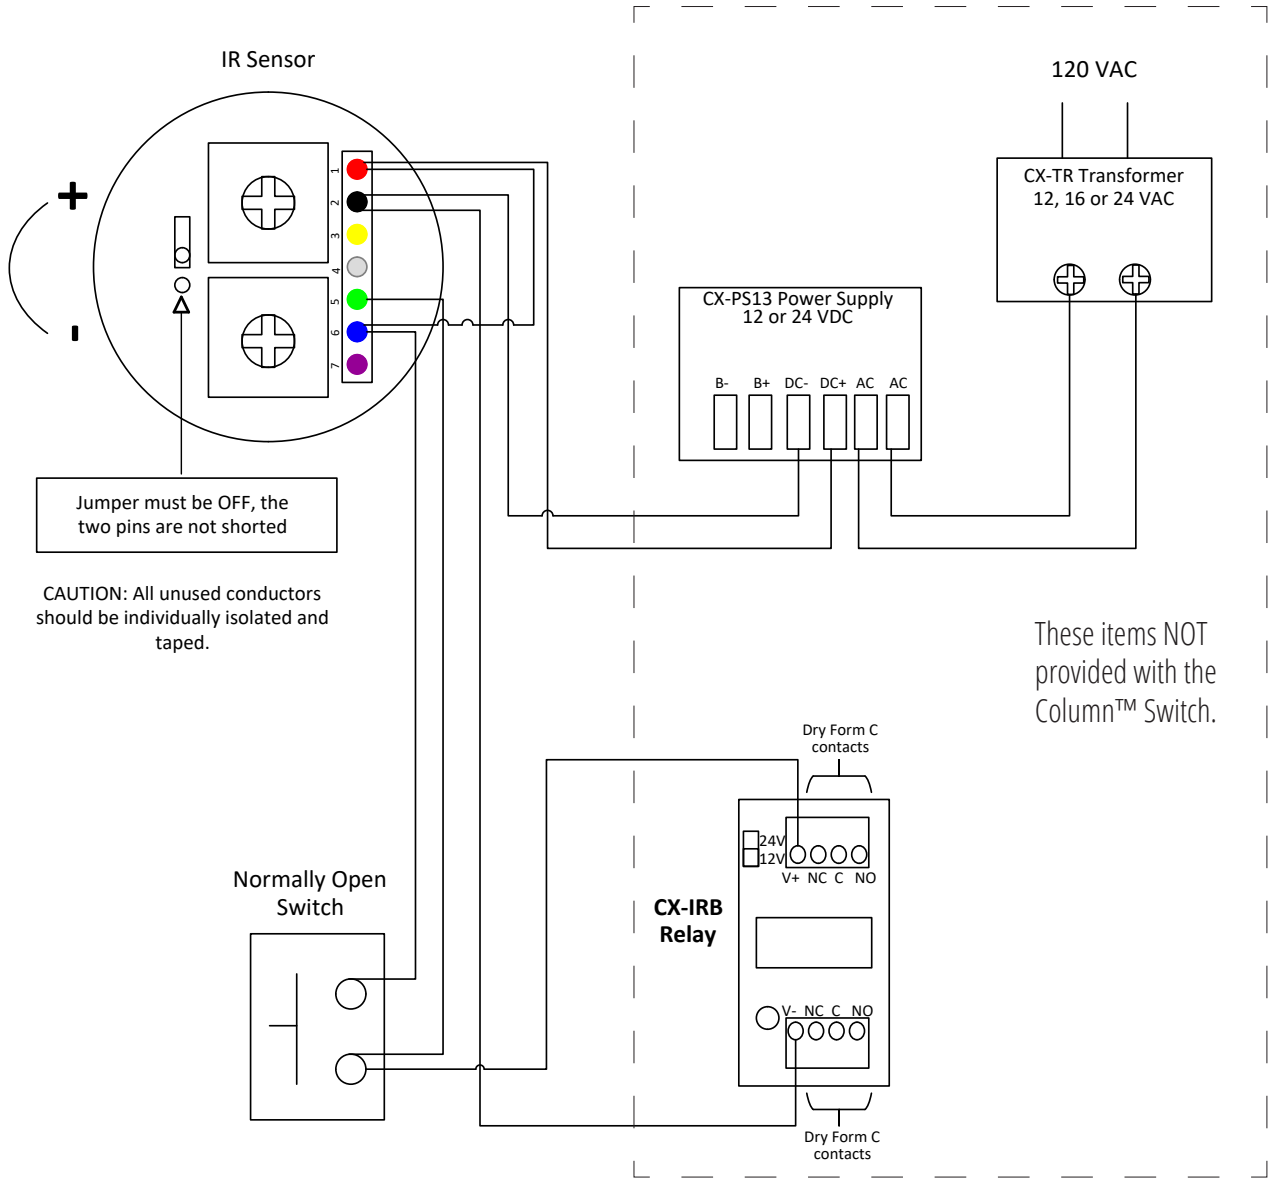 IR Sensor
120 VAC
CX-TR Transformer
12, 16 or 24 VAC
+
-
1
2
3
4
5
6
7
CX-PS13 Power Supply
12 or 24 VDC
B- B+ DC- DC+ AC AC
Jumper must be OFF, the
two pins are not shorted
CAUTION: All unused conductors
should be individually isolated and
taped.
These items NOT
provided with the
Column™ Switch.
Dry Form C
contacts
24V
12V
V+ NC C NO
Normally Open
Switch
CX-IRB
Relay
V- NC C NO
Dry Form C
contacts